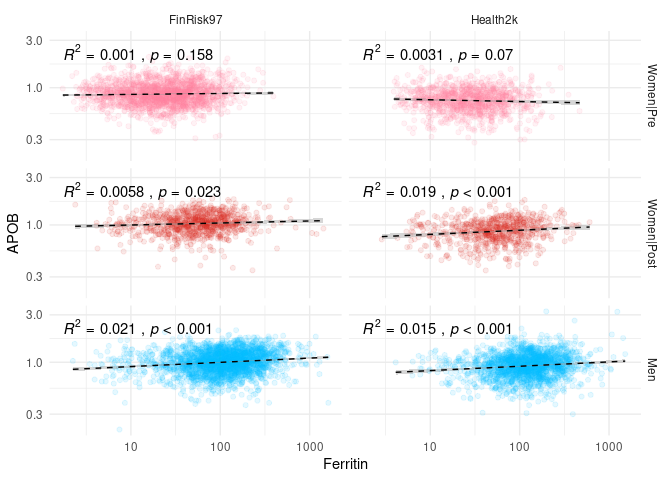 FinRisk97 Health2k
3.0
R² = 0.001 , p = 0.158
R² = 0.0031 , p = 0.07
1.0
0.3
Women|Pre
3.0
R² = 0.0058 , p = 0.023
R² = 0.019 , p < 0.001
1.0
0.3
Women|Post
APOB
3.0
R² = 0.021 , p < 0.001
R² = 0.015 , p < 0.001
1.0
0.3
Men
10 100 1000 10 100 1000
Ferritin